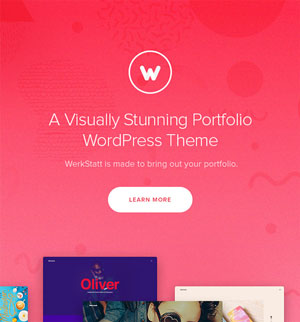 W
A Visually Stunning Portfolio
WordPress Theme
WerkStatt is made to bring out your portfolio.
LEARN MORE
Oliver